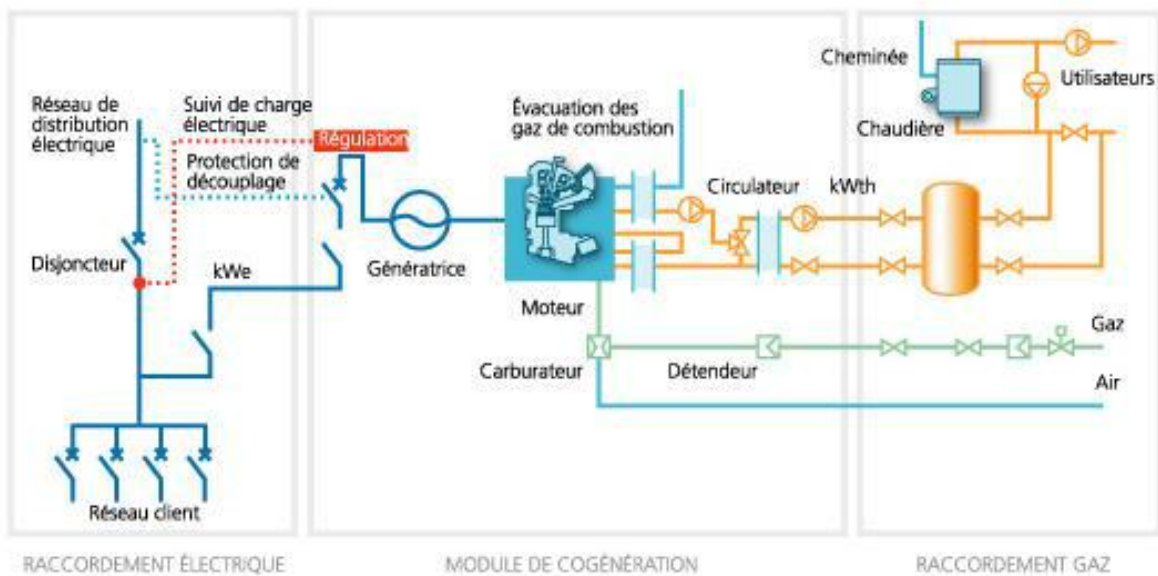 Réseau de
distribution
électrique
Suivi de charge
électrique
Régulation
Protection de
découplage
Disjoncteur
kWe
Réseau client
Génératrice
Évacuation des
gaz de combustion
Moteur
Circulateur
kWth
Carburateur
Détendeur
Cheminée
Chaudière
Utilisateurs
Gaz
Air
RACCORDEMENT ÉLECTRIQUE
MODULE DE COGÉNÉRATION
RACCORDEMENT GAZ